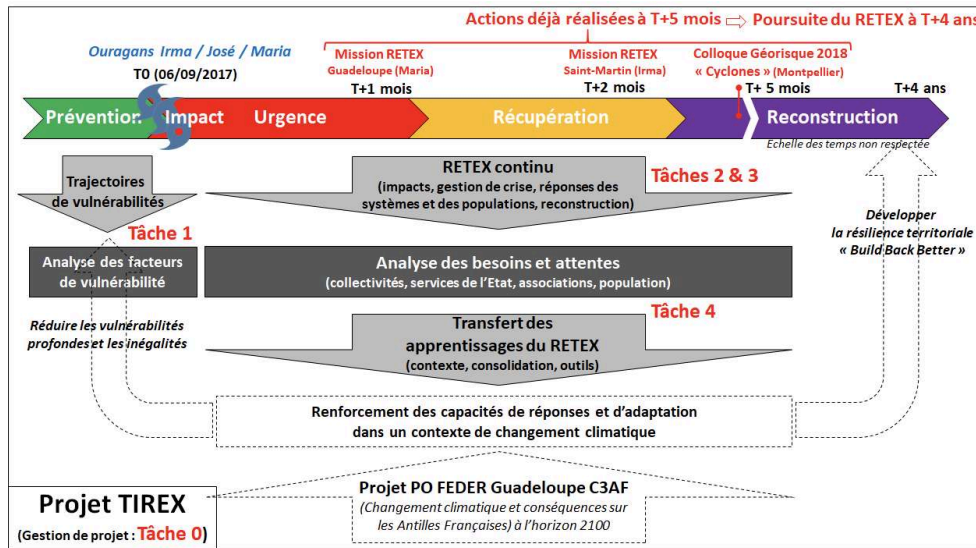 Actions déjà réalisées à T+5 mois ⇨ Poursuite du RETEX à T+4 ans
Ouragans Irma / José / Maria
T0 (06/09/2017)
Mission RETEX
Guadeloupe (Maria)
T+1 mois
Mission RETEX
Saint-Martin (Irma)
T+2 mois
Colloque Géorisque 2018
« Cyclones » (Montpellier)
T+ 5 mois
T+4 ans
Prévention
Impact
Urgence
Récupération
Reconstruction
Echelle des temps non respectée
Trajectoires
de vulnérabilités
Tâche 1
RETEX continu
(impacts, gestion de crise, réponses des
systèmes et des populations, reconstruction)
Tâches 2 & 3
Développer
la résilience territoriale
« Build Back Better »
Analyse des facteurs
de vulnérabilité
Analyse des besoins et attentes
(collectivités, services de l'Etat, associations, population)
Réduire les vulnérabilités
profondes et les inégalités
Tâche 4
Transfert des
apprentissages du RETEX
(contexte, consolidation, outils)
Renforcement des capacités de réponses et d'adaptation
dans un contexte de changement climatique
Projet TIREX
(Gestion de projet : Tâche 0)
Projet PO FEDER Guadeloupe C3AF
(Changement climatique et conséquences sur
les Antilles Françaises) à l'horizon 2100